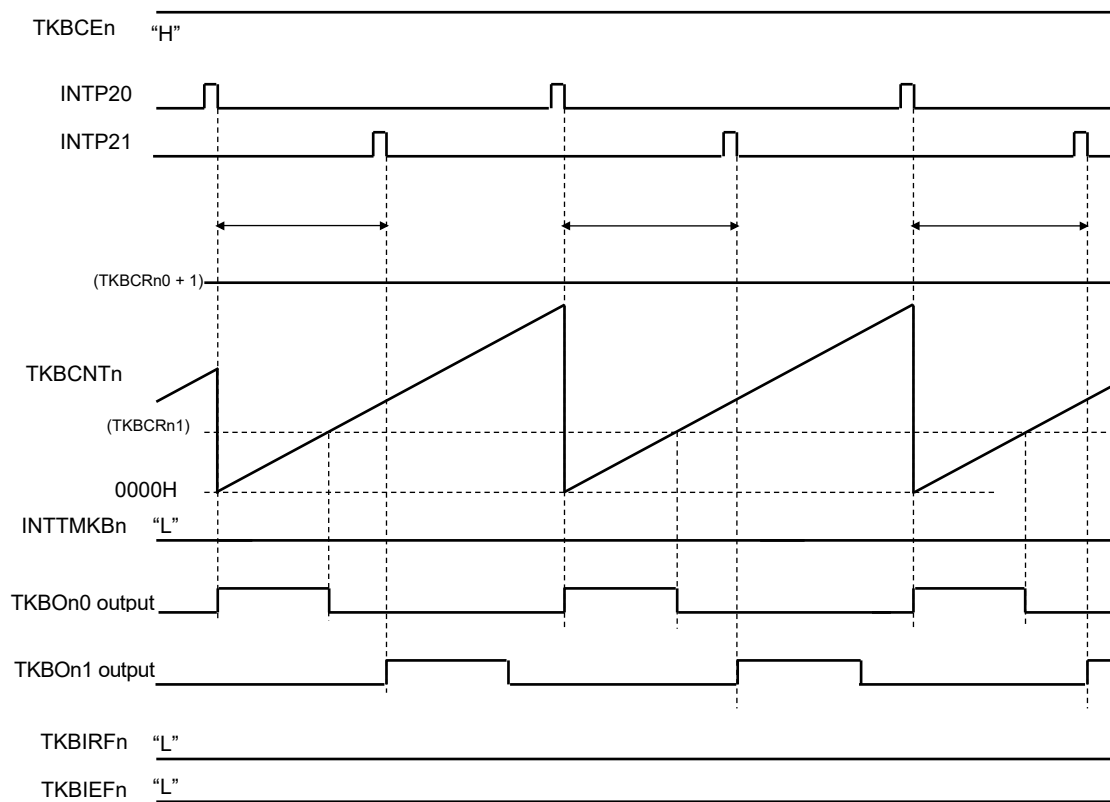 TKBCEn “H”
INTP20
INTP21
(TKBCRn0 + 1)
TKBCNTn
(TKBCRn1)
0000H
INTTMKBn “L”
TKBOn0 output
TKBOn1 output
TKBIRFn “L”
TKBIEFn “L”